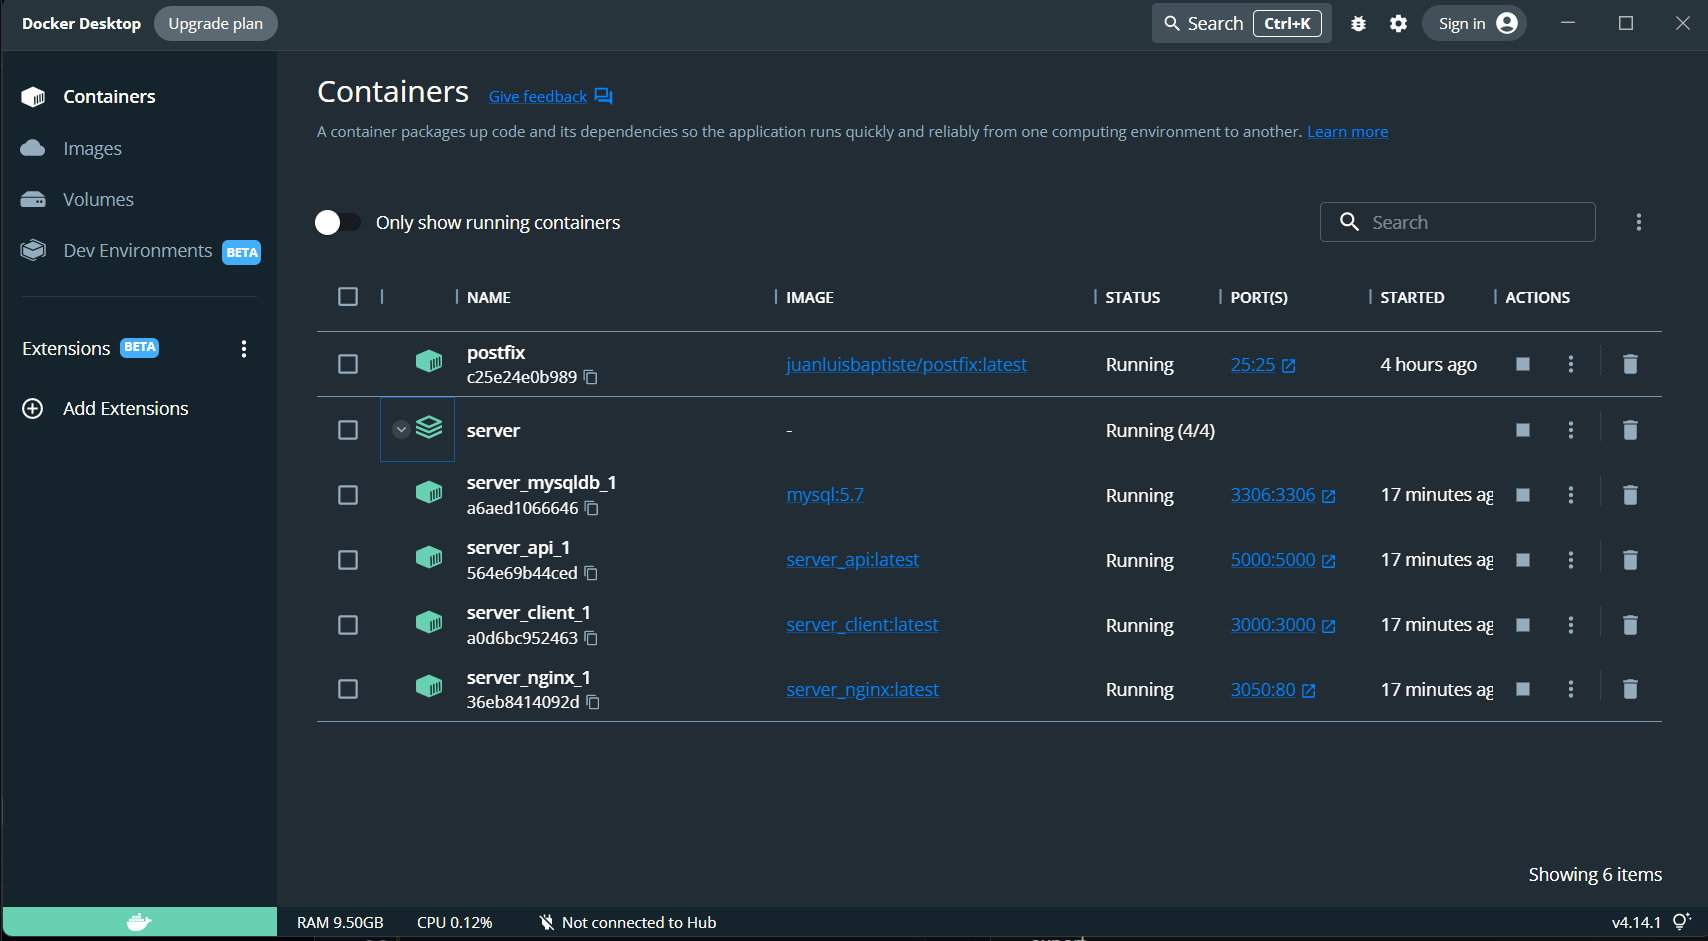 Docker Desktop Upgrade plan Search Ctrl+K Sign in
Containers
Images
Volumes
Dev Environments BETA
Extensions BETA
Add Extensions
Containers Give feedback
A container packages up code and its dependencies so the application runs quickly and reliably from one computing environment to another. Learn more
Only show running containers Search
NAME IMAGE STATUS PORT(S) STARTED ACTIONS
postfix
c25e24e0b989 juanluisbaptiste/postfix:latest Running 25:25 4 hours ago
server - Running (4/4)
server_mysqldb_1
a6aed1066646 mysql:5.7 Running 3306:3306 17 minutes ag
server_api_1
564e69b44ced server_api:latest Running 5000:5000 17 minutes ag
server_client_1
a0d6bc952463 server_client:latest Running 3000:3000 17 minutes ag
server_nginx_1
36eb8414092d server_nginx:latest Running 3050:80 17 minutes ag
Showing 6 items
RAM 9.50GB CPU 0.12% Not connected to Hub v4.14.1